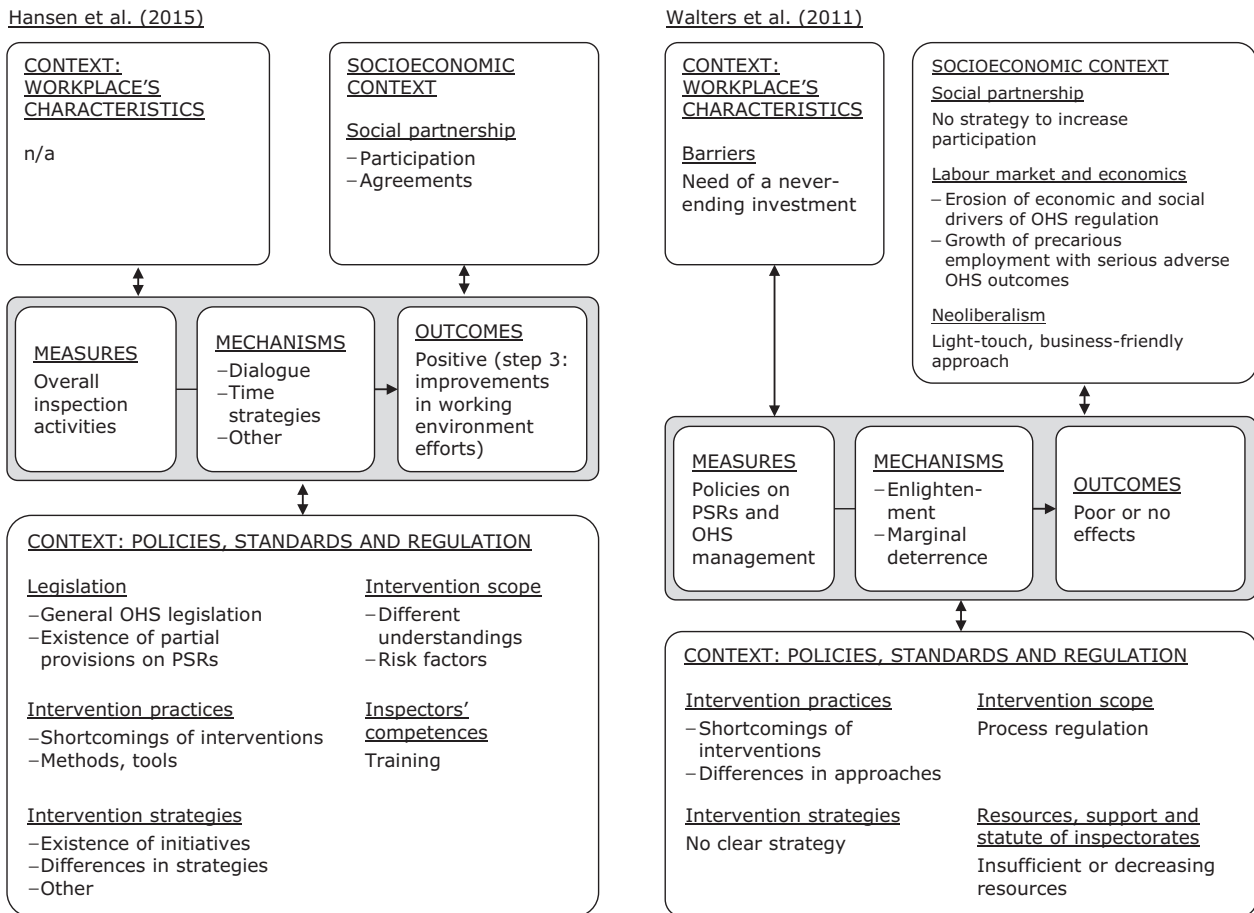 Hansen et al. (2015)
CONTEXT:
WORKPLACE'S
CHARACTERISTICS
n/a
SOCIOECONOMIC
CONTEXT
Social partnership
–Participation
–Agreements
MEASURES
Overall
inspection
activities
MECHANISMS
–Dialogue
–Time
strategies
–Other
OUTCOMES
Positive (step 3:
improvements
in working
environment
efforts)
CONTEXT: POLICIES, STANDARDS AND REGULATION
Legislation
–General OHS legislation
–Existence of partial
provisions on PSRs
Intervention scope
–Different
understandings
–Risk factors
Intervention practices
–Shortcomings of interventions
–Methods, tools
Inspectors'
competences
Training
Intervention strategies
–Existence of initiatives
–Differences in strategies
–Other
Walters et al. (2011)
CONTEXT:
WORKPLACE'S
CHARACTERISTICS
Barriers
Need of a never-
ending investment
SOCIOECONOMIC CONTEXT
Social partnership
No strategy to increase
participation
Labour market and economics
– Erosion of economic and social
drivers of OHS regulation
– Growth of precarious
employment with serious adverse
OHS outcomes
Neoliberalism
Light-touch, business-friendly
approach
MEASURES
Policies on
PSRs and
OHS
management
MECHANISMS
–Enlighten-
ment
–Marginal
deterrence
OUTCOMES
Poor or no
effects
CONTEXT: POLICIES, STANDARDS AND REGULATION
Intervention practices
–Shortcomings of
interventions
–Differences in approaches
Intervention scope
Process regulation
Intervention strategies
No clear strategy
Resources, support and
statute of inspectorates
Insufficient or decreasing
resources